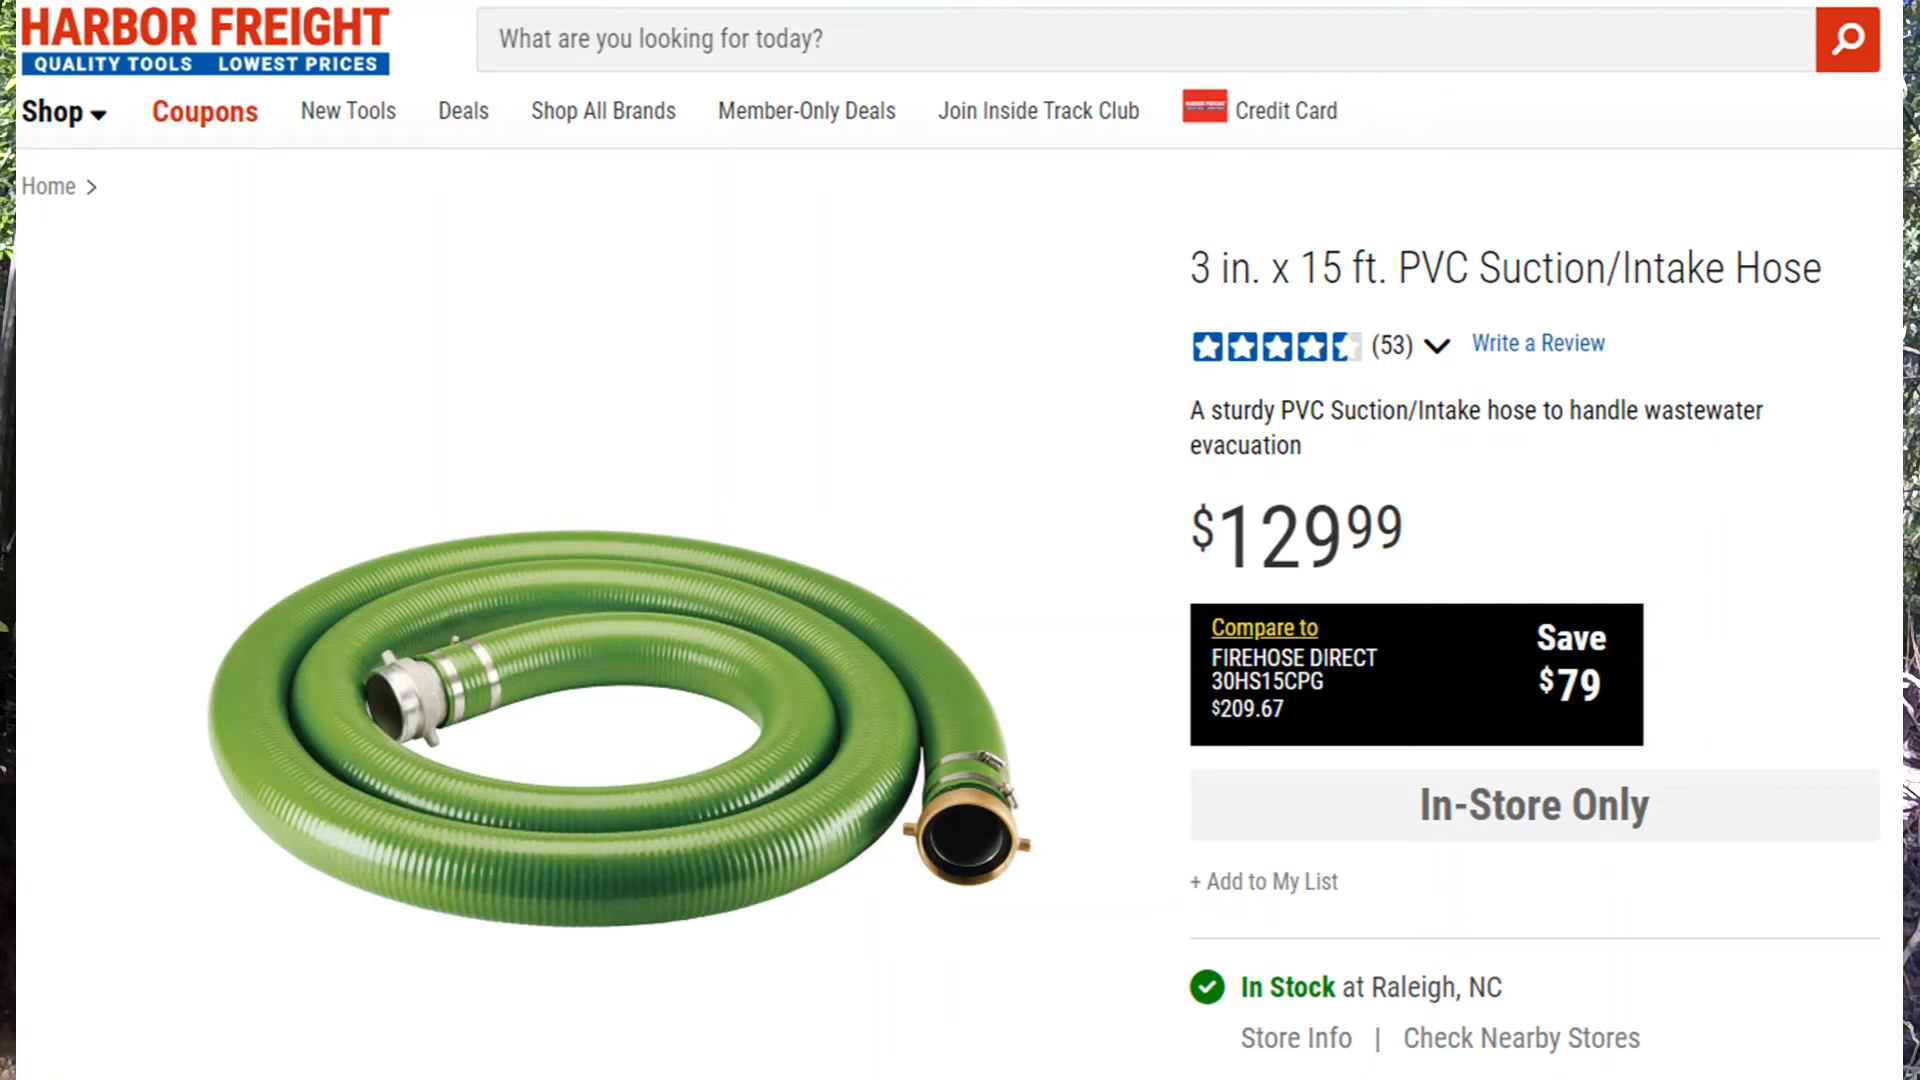 HARBOR FREIGHT
QUALITY TOOLS LOWEST PRICES
What are you looking for today?
Shop
Coupons
New Tools
Deals
Shop All Brands
Member-Only Deals
Join Inside Track Club
HARBOR FREIGHT
Credit Card
Home >
3 in. x 15 ft. PVC Suction/Intake Hose
(53)
Write a Review
A sturdy PVC Suction/Intake hose to handle wastewater
evacuation
$129 99
Compare to
FIREHOSE DIRECT
30HS15CPG
$209.67
Save
$79
In-Store Only
+ Add to My List
In Stock at Raleigh, NC
Store Info | Check Nearby Stores